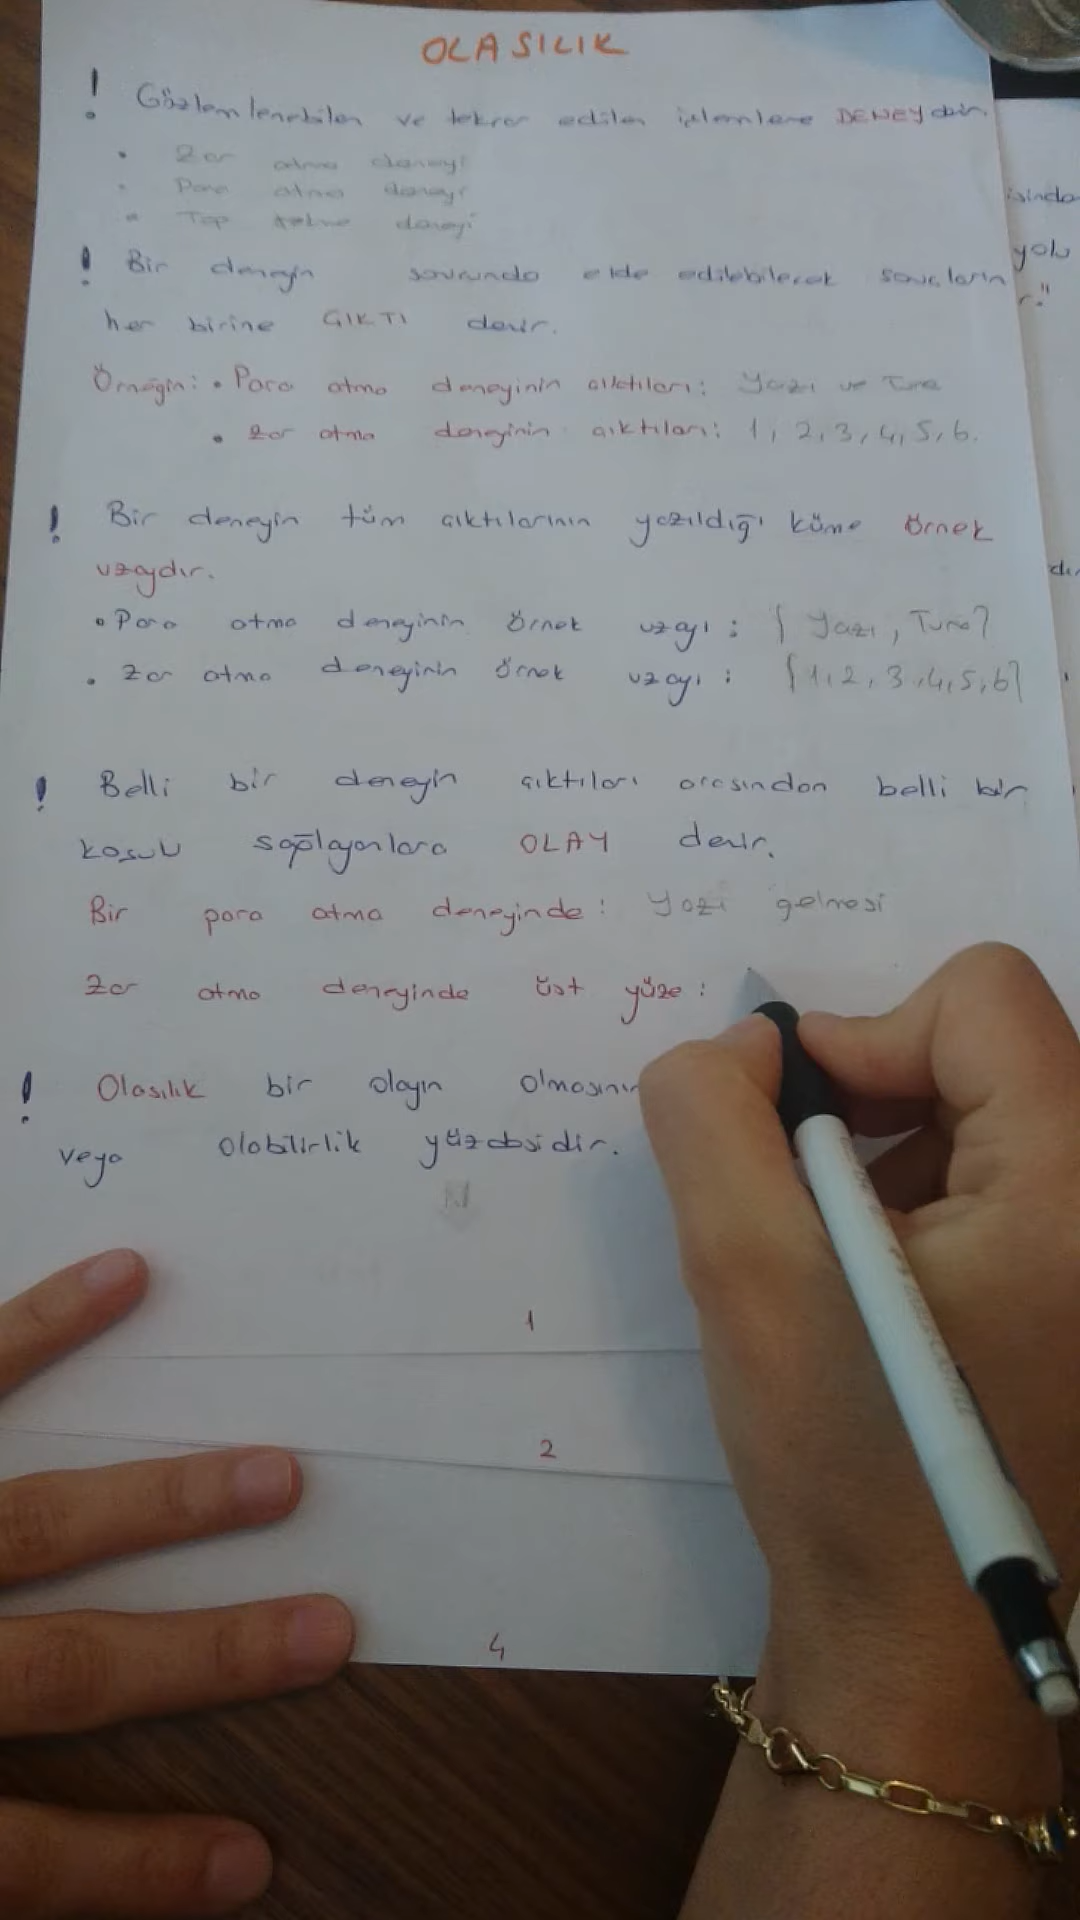 OLASILIK
! Gözlemlenebilen ve tekrar edilen işlemlere DENEY denir.
• Zar atma deneyi
• Para atma deneyi
• Top çekme deneyi
! Bir deneyin sonucunda elde edilebilecek sonuçların
her birine ÇIKTI denir.
Örneğin: • Para atma deneyinin çıktıları: Yazı ve Tura
• Zar atma deneyinin çıktıları: 1, 2, 3, 4, 5, 6.
! Bir deneyin tüm çıktılarının yazıldığı küme örnek
uzaydır.
• Para atma deneyinin örnek uzayı : { Yazı, Tura}
• Zar atma deneyinin örnek uzayı : {1, 2, 3, 4, 5, 6}
! Belli bir deneyin çıktıları arasından belli bir
koşulu sağlayanlara OLAY denir.
Bir para atma deneyinde: Yazı gelmesi
Zar atma deneyinde üst yüze :
! Olasılık bir olayın olmasının
veya olabilirlik yüzdesidir.
1
2
4
isinda
yolu
r."